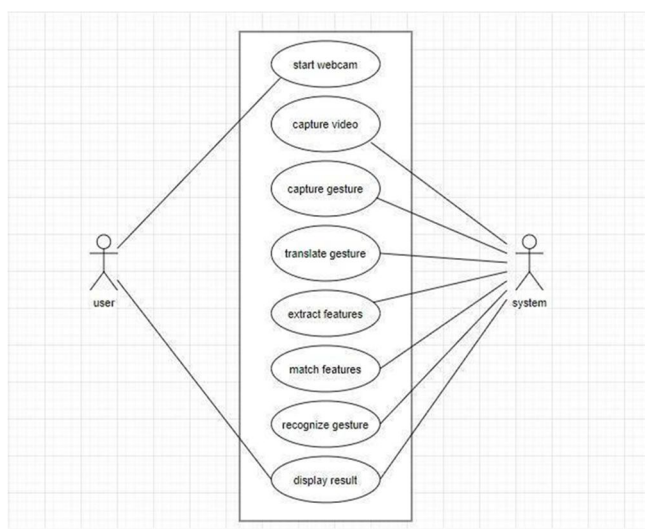 start webcam
capture video
capture gesture
translate gesture
user
system
extract features
match features
recognize gesture
display result